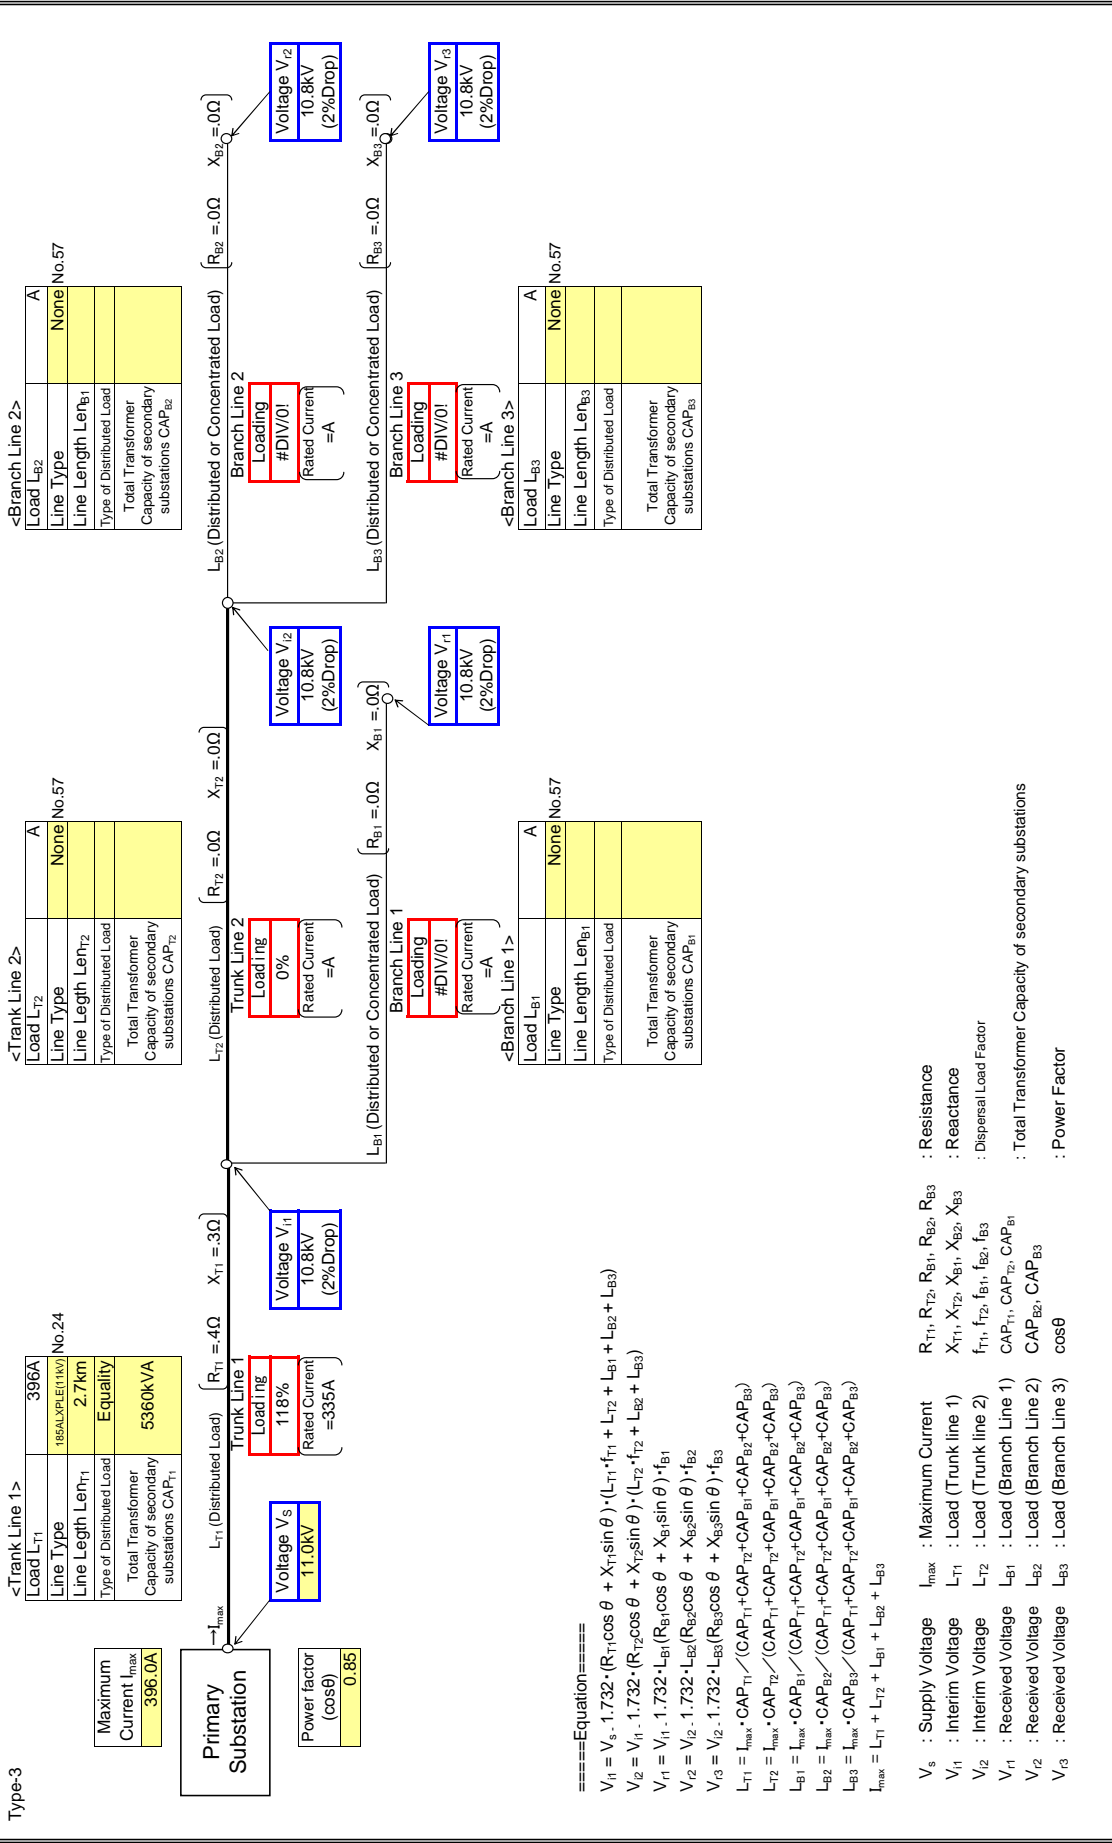 Type-3
Maximum
Current Imax
396.0A
Primary
Substation
Power factor
(cosθ)
0.85
→Imax
Voltage VS
11.0kV
<Trank Line 1>
Load LT1 396A
Line Type 185ALXPLE(11kV) No.24
Line Legth LenT1 2.7km
Type of Distributed Load Equality
Total Transformer
Capacity of secondary
substations CAPT1
5360kVA
LT1 (Distributed Load) (RT1 =.4Ω XT1 =.3Ω)
Trunk Line 1
Loading
118%
(Rated Current
=335A)
Voltage Vi1
10.8kV
(2%Drop)
<Trank Line 2>
Load LT2 A
Line Type None No.57
Line Length LenT2
Type of Distributed Load
Total Transformer
Capacity of secondary
substations CAPT2
LT2 (Distributed Load) (RT2 =.0Ω XT2 =.0Ω)
Trunk Line 2
Loading
0%
(Rated Current
=A)
Voltage Vi2
10.8kV
(2%Drop)
LB1 (Distributed or Concentrated Load) (RB1 =.0Ω XB1 =.0Ω)
Branch Line 1
Loading
#DIV/0!
(Rated Current
=A)
Voltage Vr1
10.8kV
(2%Drop)
<Branch Line 1>
Load LB1 A
Line Type None No.57
Line Length LenB1
Type of Distributed Load
Total Transformer
Capacity of secondary
substations CAPB1
<Branch Line 2>
Load LB2 A
Line Type None No.57
Line Length LenB1
Type of Distributed Load
Total Transformer
Capacity of secondary
substations CAPB2
LB2 (Distributed or Concentrated Load) (RB2 =.0Ω XB2 =.0Ω)
Branch Line 2
Loading
#DIV/0!
(Rated Current
=A)
Voltage Vr2
10.8kV
(2%Drop)
LB3 (Distributed or Concentrated Load) (RB3 =.0Ω XB3 =.0Ω)
Branch Line 3
Loading
#DIV/0!
(Rated Current
=A)
Voltage Vr3
10.8kV
(2%Drop)
<Branch Line 3>
Load LB3 A
Line Type None No.57
Line Length LenB3
Type of Distributed Load
Total Transformer
Capacity of secondary
substations CAPB3
=====Equation=====
Vi1 = Vs - 1.732・(RT1cos θ + XT1sin θ)・(LT1・fT1 + LT2 + LB1 + LB2 + LB3)
Vi2 = Vi1 - 1.732・(RT2cos θ + XT2sin θ)・(LT2・fT2 + LB2 + LB3)
Vr1 = Vi1 - 1.732・LB1(RB1cos θ + XB1sin θ)・fB1
Vr2 = Vi2 - 1.732・LB2(RB2cos θ + XB2sin θ)・fB2
Vr3 = Vi2 - 1.732・LB3(RB3cos θ + XB3sin θ)・fB3
LT1 = Imax・CAPT1／(CAPT1+CAPT2+CAPB1+CAPB2+CAPB3)
LT2 = Imax・CAPT2／(CAPT1+CAPT2+CAPB1+CAPB2+CAPB3)
LB1 = Imax・CAPB1／(CAPT1+CAPT2+CAPB1+CAPB2+CAPB3)
LB2 = Imax・CAPB2／(CAPT1+CAPT2+CAPB1+CAPB2+CAPB3)
LB3 = Imax・CAPB3／(CAPT1+CAPT2+CAPB1+CAPB2+CAPB3)
Imax = LT1 + LT2 + LB1 + LB2 + LB3
Vs : Supply Voltage Imax : Maximum Current RT1, RT2, RB1, RB2, RB3 : Resistance
Vi1 : Interim Voltage LT1 : Load (Trunk line 1) XT1, XT2, XB1, XB2, XB3 : Reactance
Vi2 : Interim Voltage LT2 : Load (Trunk line 2) fT1, fT2, fB1, fB2, fB3 : Dispersal Load Factor
Vr1 : Received Voltage LB1 : Load (Branch Line 1) CAPT1, CAPT2, CAPB1 : Total Transformer Capacity of secondary substations
Vr2 : Received Voltage LB2 : Load (Branch Line 2) CAPB2, CAPB3
Vr3 : Received Voltage LB3 : Load (Branch Line 3) cosθ : Power Factor